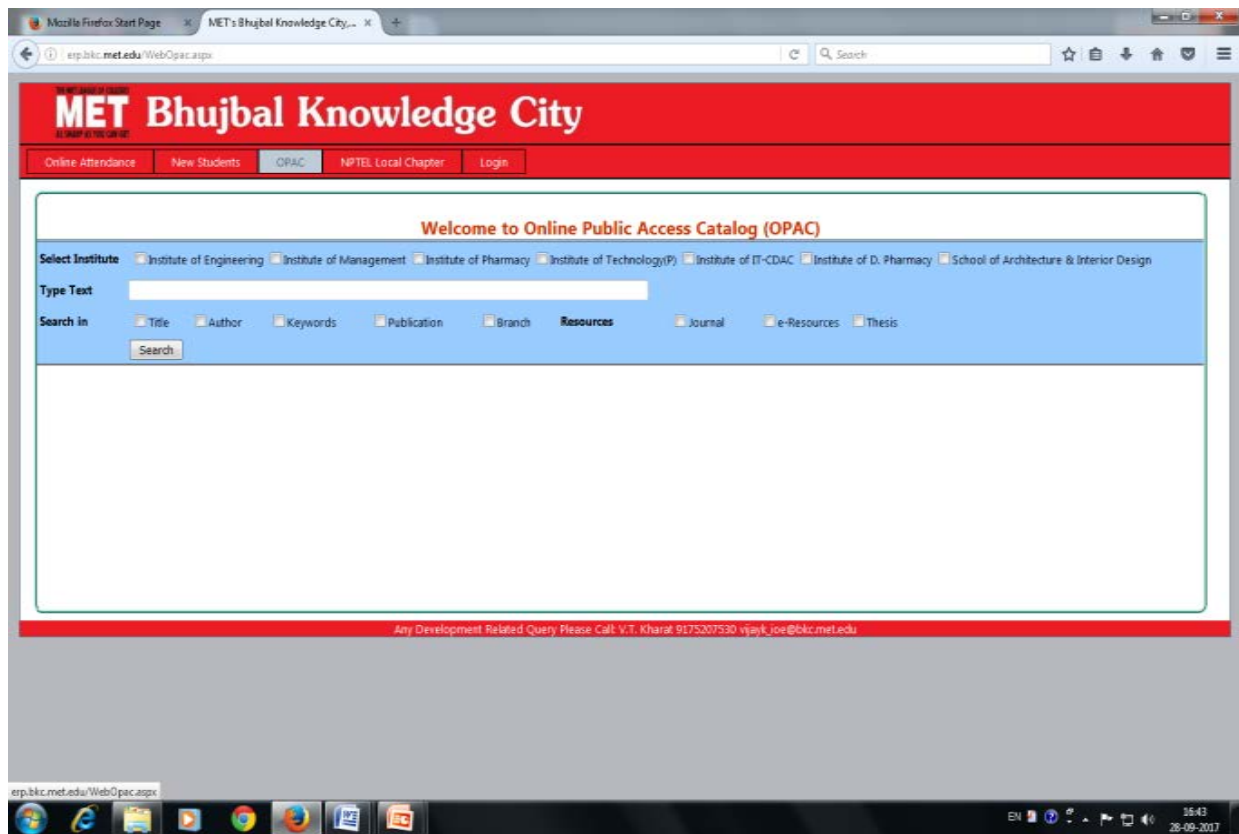 Mozilla Firefox Start Page
MET's Bhujbal Knowledge City,...
erp.bkc.met.edu/WebOpac.aspx
Search
MET Bhujbal Knowledge City
Online Attendance New Students OPAC NPTEL Local Chapter Login
Welcome to Online Public Access Catalog (OPAC)
Select Institute Institute of Engineering Institute of Management Institute of Pharmacy Institute of Technology(P) Institute of IT-CDAC Institute of D. Pharmacy School of Architecture & Interior Design
Type Text
Search in Title Author Keywords Publication Branch Resources Journal e-Resources Thesis
Search
Any Development Related Query Please Call: V.T. Kharat 9175207530 vijayk_ioe@bkc.met.edu
erp.bkc.met.edu/WebOpac.aspx
EN 16:43
28-09-2017